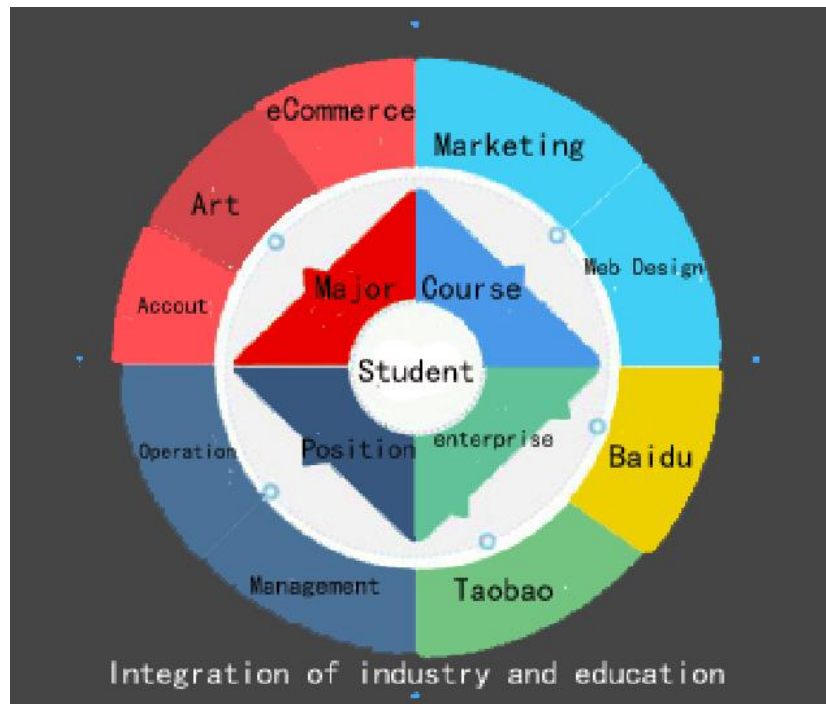 eCommerce
Marketing
Art
Web Design
Accout
Major
Course
Student
Position
enterprise
Operation
Baidu
Management
Taobao
Integration of industry and education